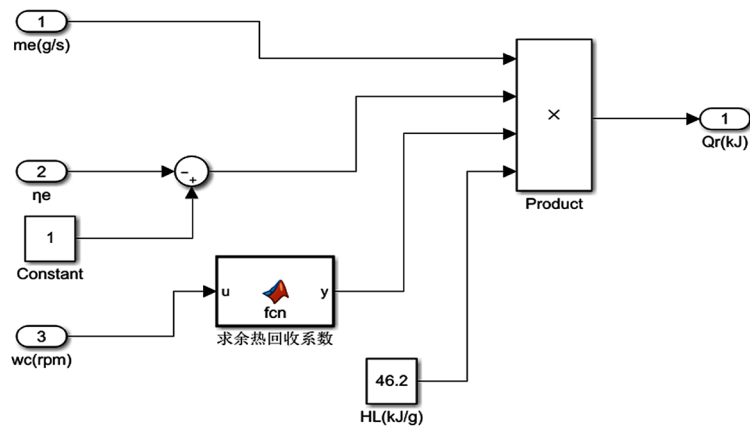 1
me(g/s)
2
ηe
1
Constant
3
wc(rpm)
u
y
fcn
求余热回收系数
46.2
HL(kJ/g)
×
Product
1
Qr(kJ)